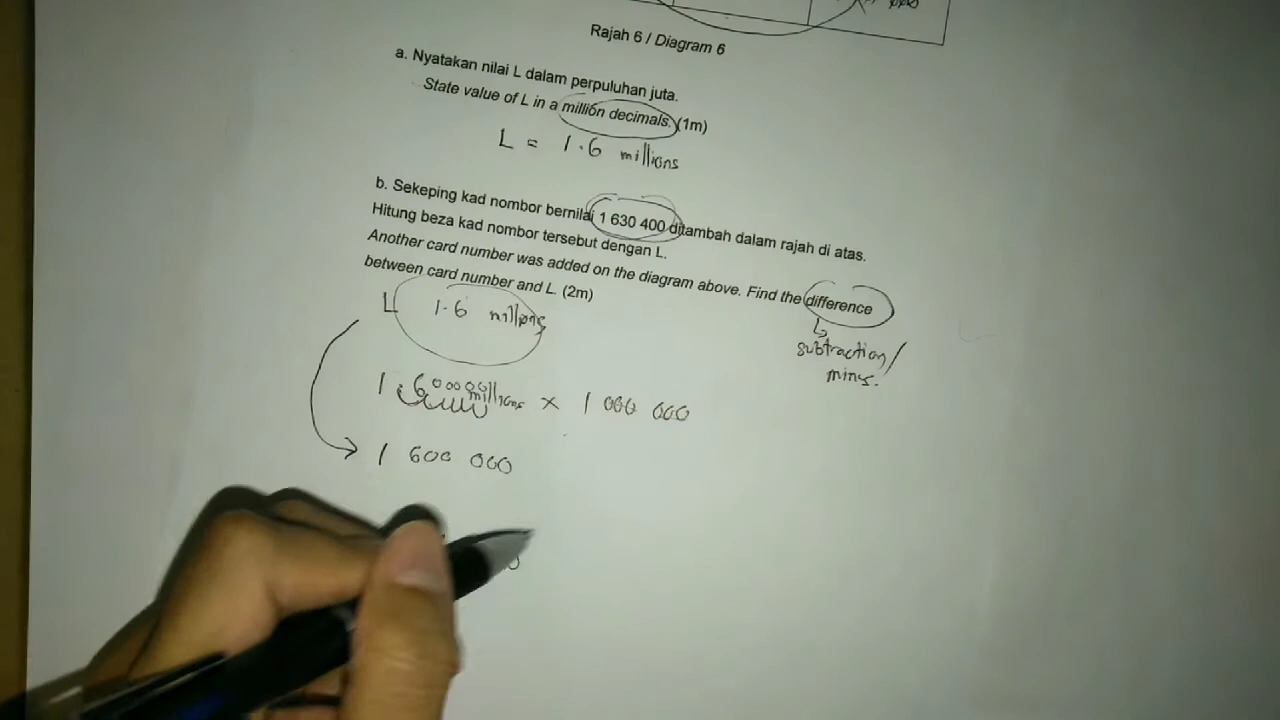 Rajah 6 / Diagram 6
a. Nyatakan nilai L dalam perpuluhan juta.
State value of L in a million decimals. (1m)
L = 1.6 millions
b. Sekeping kad nombor bernilai 1 630 400 ditambah dalam rajah di atas.
Hitung beza kad nombor tersebut dengan L.
Another card number was added on the diagram above. Find the difference
between card number and L. (2m)
L 1.6 millions
subtraction/
minus.
1.600000 millions × 1 000 000
1 600 000